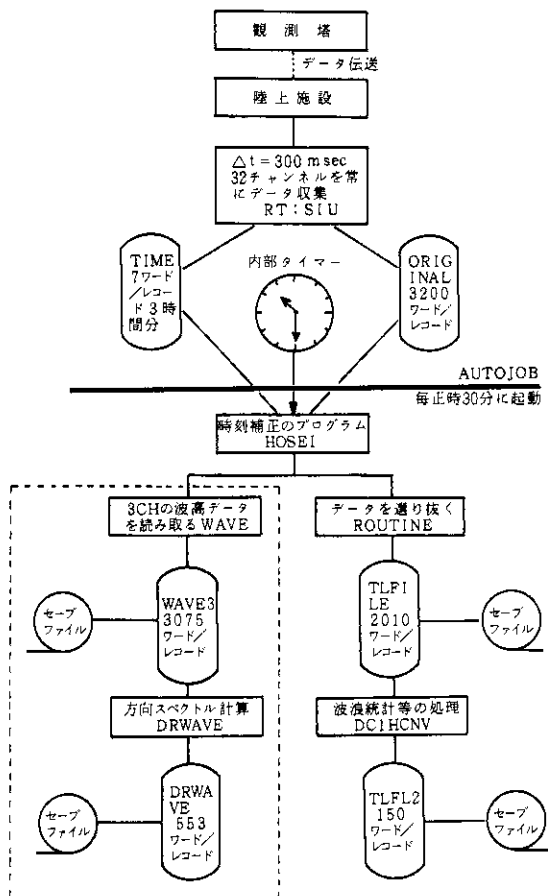 観測塔
データ伝送
陸上施設
△t=300msec
32チャンネルを常
にデータ収集
RT:SIU
TIME
7ワード
/レコー
ド3時
間分
内部タイマー
ORIG
INAL
3200
ワード/
レコード
AUTOJOB
毎正時30分に起動
時刻補正のプログラム
HOSEI
3CHの波高データ
を読み取るWAVE
データを選り抜く
ROUTINE
セーブ
ファイル
WAVE3
3075
ワード/
レコード
TLFI
LE
2010
ワード/
レコード
セーブ
ファイル
方向スペクトル計算
DRWAVE
波浪統計等の処理
DC1HCNV
セーブ
ファイル
DRWA
VE
553
ワード/
レコード
TLFL2
150
ワード/
レコード
セーブ
ファイル